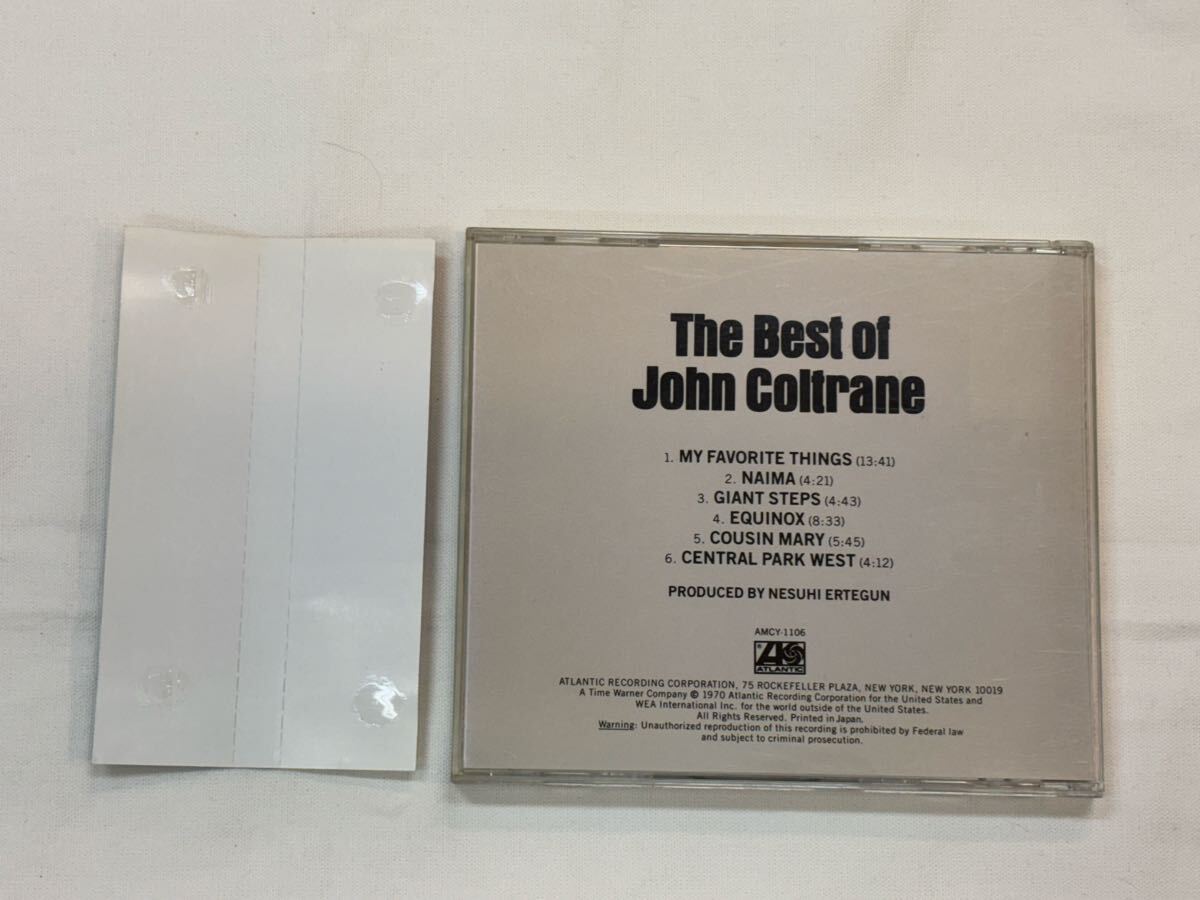 The Best of
John Coltrane
1. MY FAVORITE THINGS (13:41)
2. NAIMA (4:21)
3. GIANT STEPS (4:43)
4. EQUINOX (8:33)
5. COUSIN MARY (5:45)
6. CENTRAL PARK WEST (4:12)
PRODUCED BY NESUHI ERTEGUN
AMCY-1106
ATLANTIC
ATLANTIC RECORDING CORPORATION, 75 ROCKEFELLER PLAZA, NEW YORK, NEW YORK 10019
A Time Warner Company ℗ 1970 Atlantic Recording Corporation for the United States and
WEA International Inc. for the world outside of the United States.
All Rights Reserved. Printed in Japan.
Warning: Unauthorized reproduction of this recording is prohibited by Federal law
and subject to criminal prosecution.